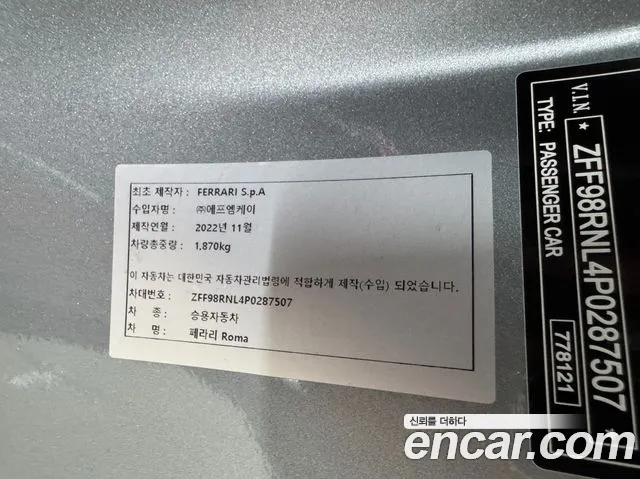 최초 제작자 : FERRARI S.p.A
수입자명 : ㈜에프엠케이
제작연월 : 2022년 11월
차량총중량 : 1,870kg
이 자동차는 대한민국 자동차관리법령에 적합하게 제작(수입) 되었습니다.
차대번호 : ZFF98RNL4P0287507
차 종 : 승용자동차
차 명 : 페라리 Roma
V.I.N. * ZFF98RNL4P0287507 *
TYPE: PASSENGER CAR
778121
신뢰를 더하다
encar.com